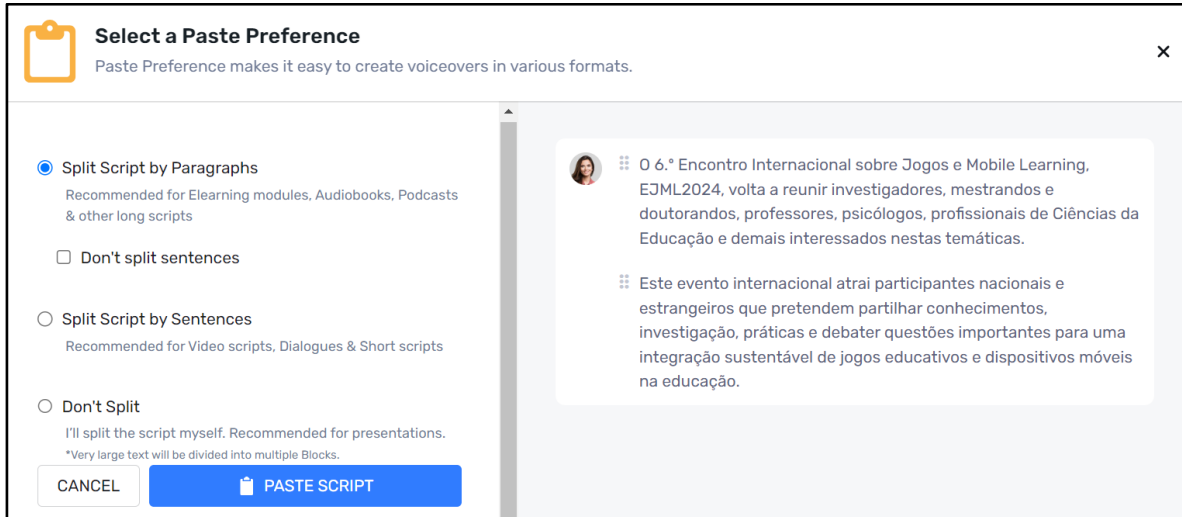 Select a Paste Preference
Paste Preference makes it easy to create voiceovers in various formats.
Split Script by Paragraphs
Recommended for Elearning modules, Audiobooks, Podcasts
& other long scripts
Don't split sentences
Split Script by Sentences
Recommended for Video scripts, Dialogues & Short scripts
Don't Split
I'll split the script myself. Recommended for presentations.
*Very large text will be divided into multiple Blocks.
CANCEL
PASTE SCRIPT
O 6.º Encontro Internacional sobre Jogos e Mobile Learning,
EJML2024, volta a reunir investigadores, mestrandos e
doutorandos, professores, psicólogos, profissionais de Ciências da
Educação e demais interessados nestas temáticas.
Este evento internacional atrai participantes nacionais e
estrangeiros que pretendem partilhar conhecimentos,
investigação, práticas e debater questões importantes para uma
integração sustentável de jogos educativos e dispositivos móveis
na educação.